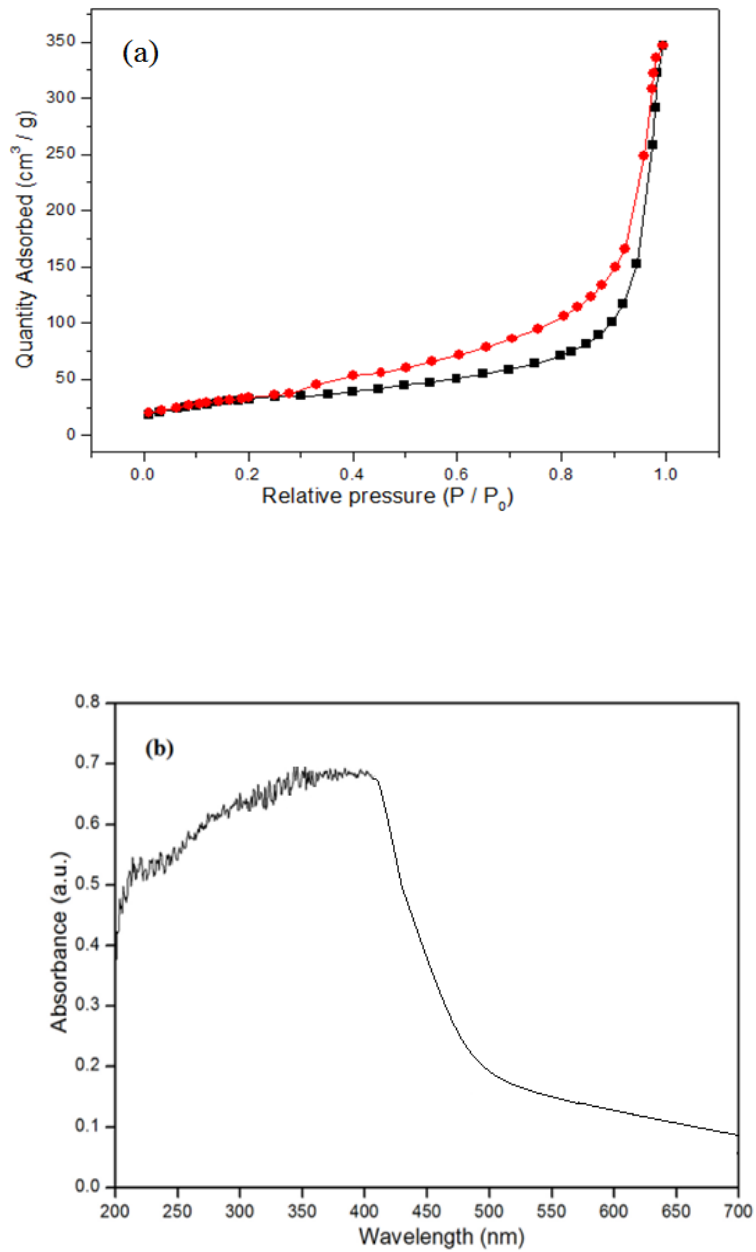 (a)
350
300
250
200
150
100
50
0
Quantity Adsorbed (cm³ / g)
0.0 0.2 0.4 0.6 0.8 1.0
Relative pressure (P / P₀)
(b)
0.8
0.7
0.6
0.5
0.4
0.3
0.2
0.1
0.0
Absorbance (a.u.)
200 250 300 350 400 450 500 550 600 650 700
Wavelength (nm)